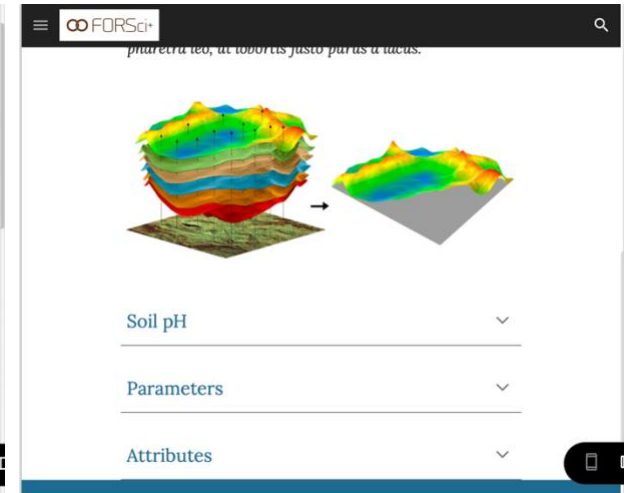 FORSci+
pharetra leo, ut lobortis justo purus a lacus.
Soil pH
Parameters
Attributes